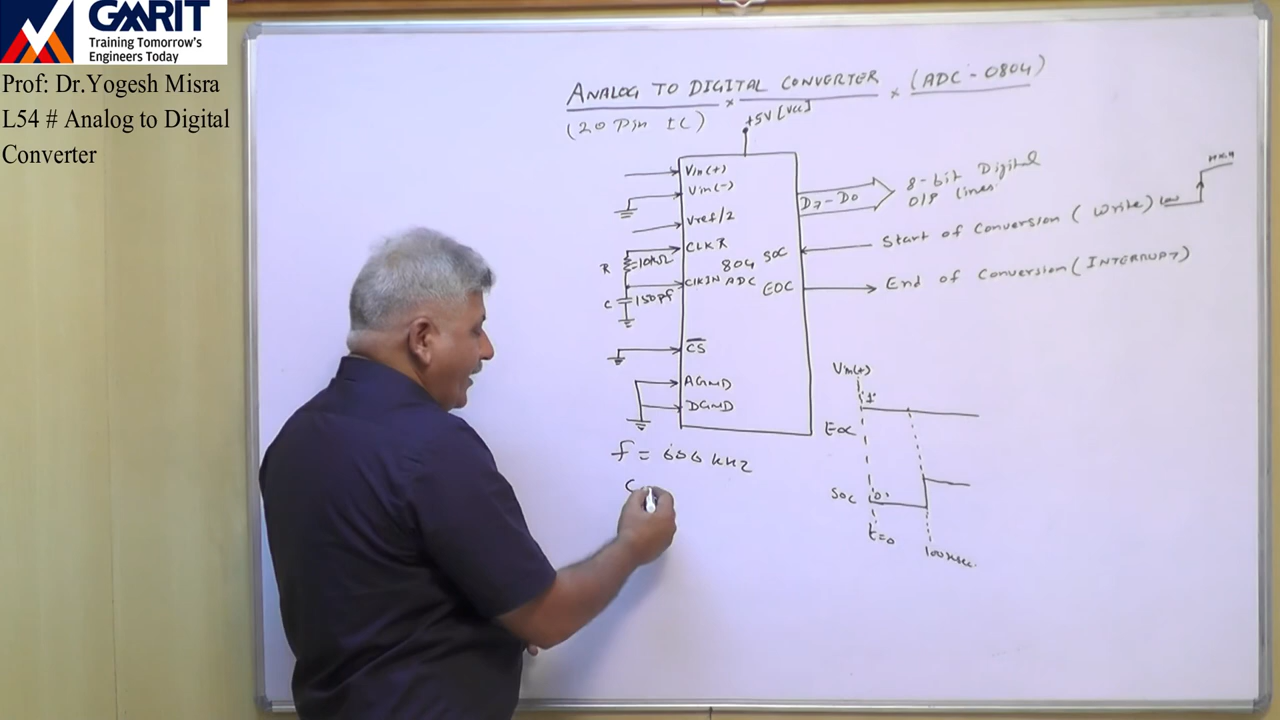 GMRIT
Training Tomorrow's
Engineers Today
Prof: Dr.Yogesh Misra
L54 # Analog to Digital
Converter
ANALOG TO DIGITAL CONVERTER (ADC-0804)
(20 Pin IC)
+5V [VCC]
Vin(+)
Vin(-)
Vref/2
CLKR
R =10kΩ
CLKIN
C 150pf
804
ADC
CS
AGND
DGND
D7-D0
8-bit Digital
O/P lines
SOC
Start of Conversion (Write) low
EOC
End of Conversion (INTERRUPT)
f = 606 kHz
C
Vin(+)
1
EOC
SOC
0
t=0